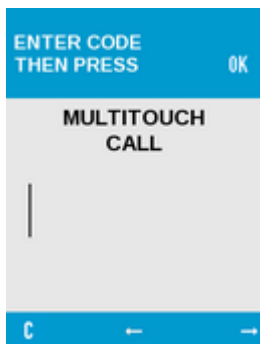 ENTER CODE
THEN PRESS OK
MULTITOUCH
CALL
C ← →